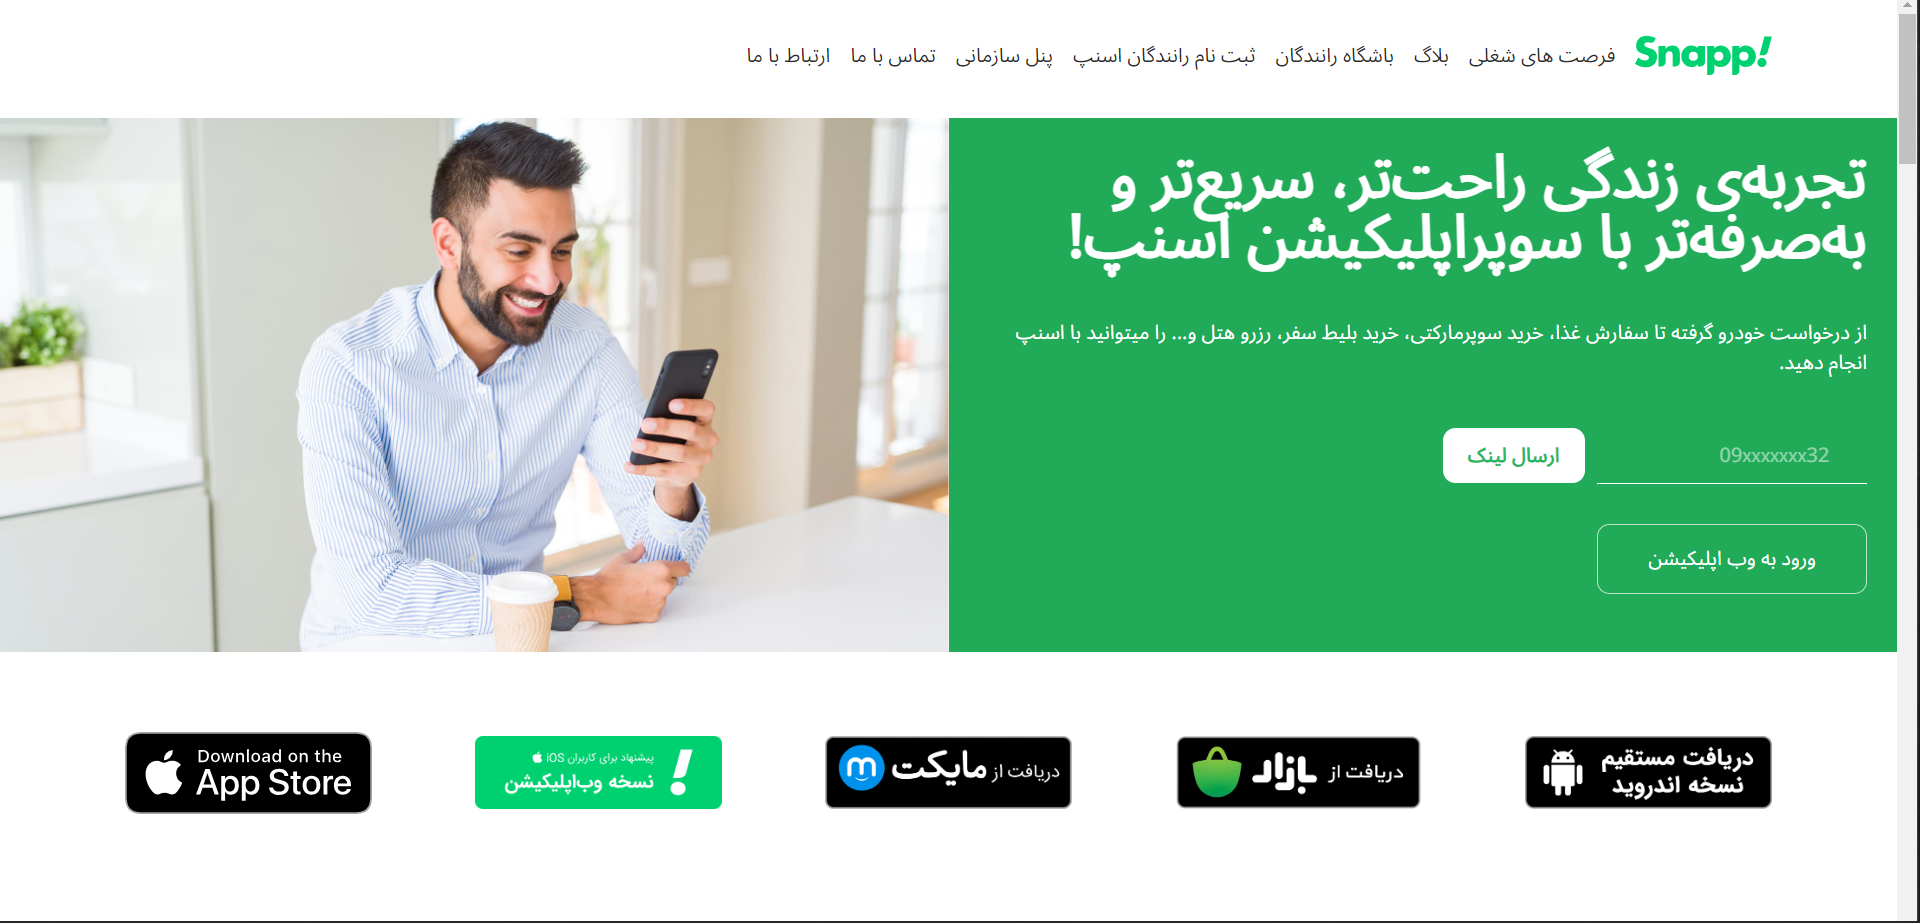 Snapp!
فرصت های شغلی
بلاگ
باشگاه رانندگان
ثبت نام رانندگان اسنپ
پنل سازمانی
تماس با ما
ارتباط با ما
تجربه‌ی زندگی راحت‌تر، سریع‌تر و
به‌صرفه‌تر با سوپراپلیکیشن اسنپ!
از درخواست خودرو گرفته تا سفارش غذا، خرید سوپرمارکتی، خرید بلیط سفر، رزرو هتل و... را میتوانید با اسنپ
انجام دهید.
09xxxxxxx32
ارسال لینک
ورود به وب اپلیکیشن
دریافت مستقیم
نسخه اندروید
دریافت از بازار
دریافت از مایکت
پیشنهاد برای کاربران iOS
نسخه وب‌اپلیکیشن
Download on the
App Store